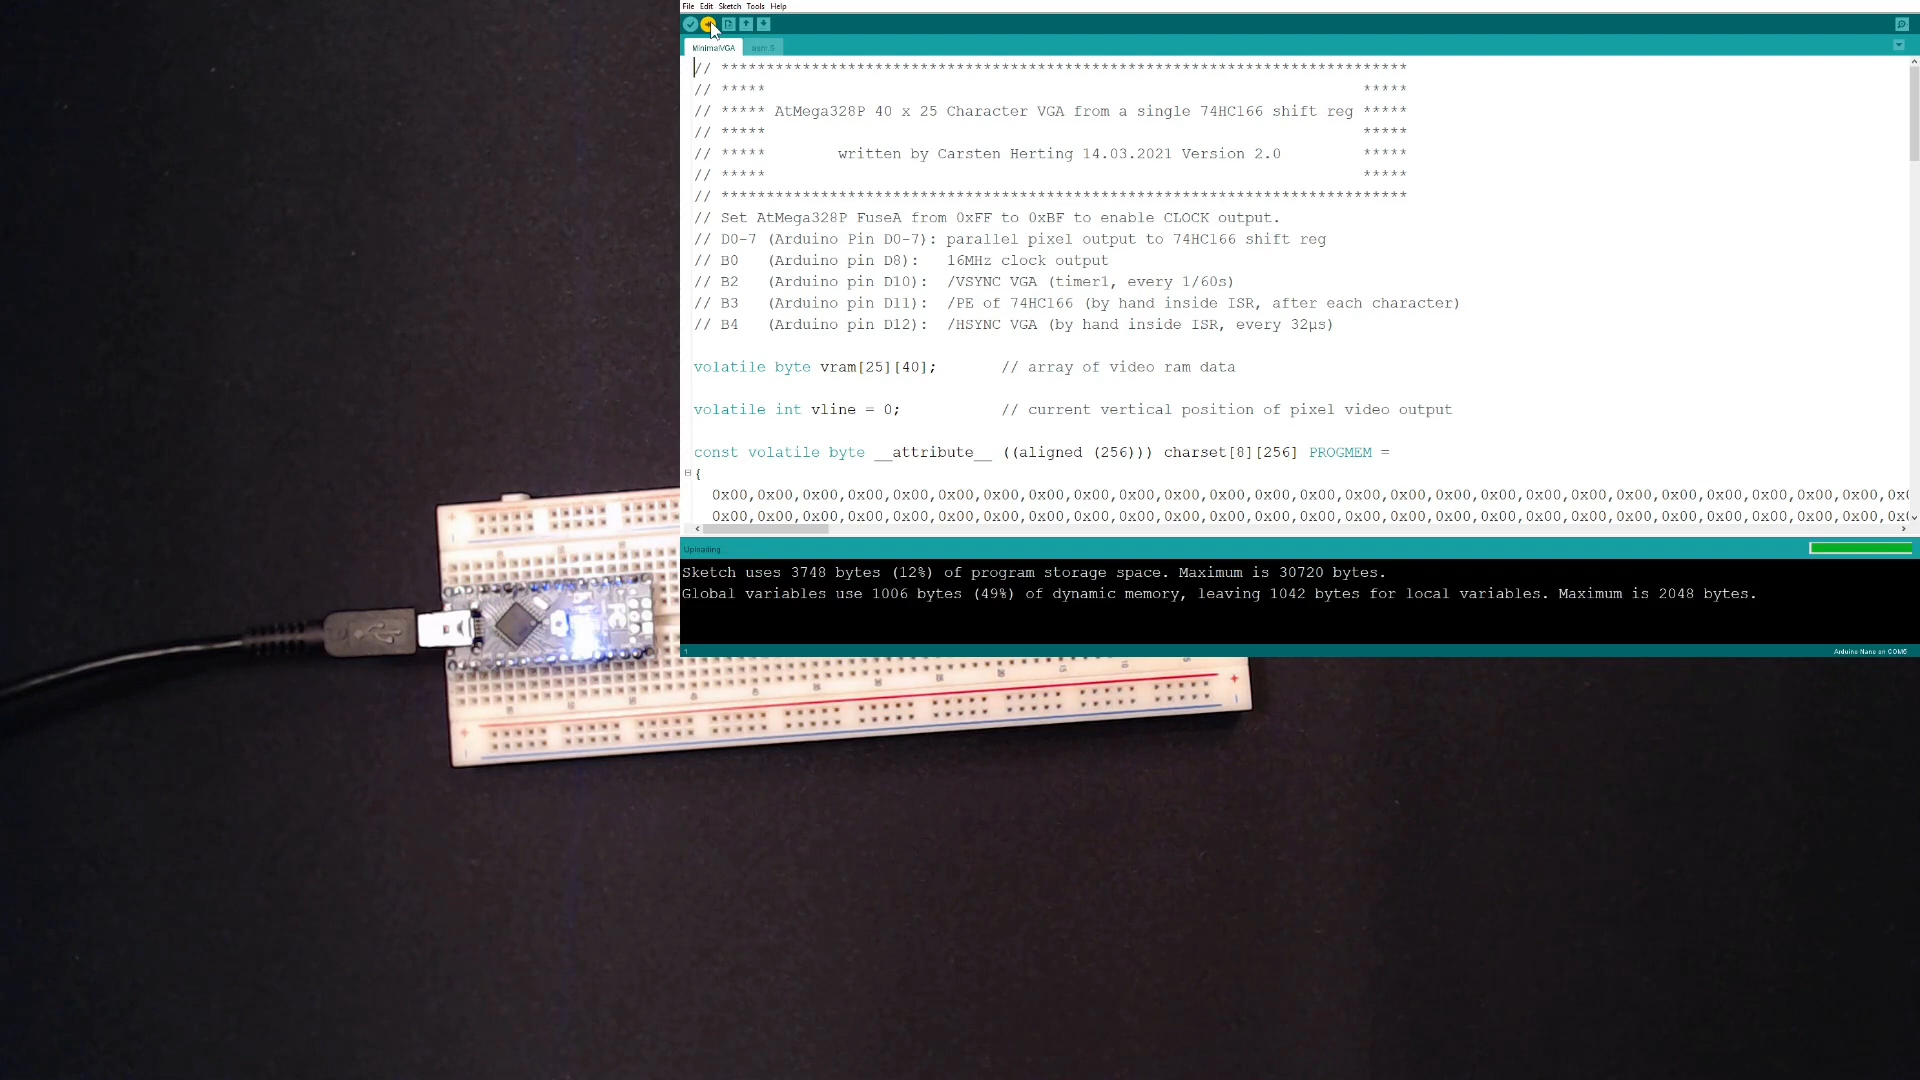 File Edit Sketch Tools Help
MinimalVGA asm.S
// ****************************************************************************
// ***** *****
// ***** AtMega328P 40 x 25 Character VGA from a single 74HC166 shift reg *****
// ***** *****
// ***** written by Carsten Herting 14.03.2021 Version 2.0 *****
// ***** *****
// ****************************************************************************
// Set AtMega328P FuseA from 0xFF to 0xBF to enable CLOCK output.
// D0-7 (Arduino Pin D0-7): parallel pixel output to 74HC166 shift reg
// B0 (Arduino pin D8): 16MHz clock output
// B2 (Arduino pin D10): /VSYNC VGA (timer1, every 1/60s)
// B3 (Arduino pin D11): /PE of 74HC166 (by hand inside ISR, after each character)
// B4 (Arduino pin D12): /HSYNC VGA (by hand inside ISR, every 32µs)
volatile byte vram[25][40]; // array of video ram data
volatile int vline = 0; // current vertical position of pixel video output
const volatile byte __attribute__ ((aligned (256))) charset[8][256] PROGMEM =
{
0x00,0x00,0x00,0x00,0x00,0x00,0x00,0x00,0x00,0x00,0x00,0x00,0x00,0x00,0x00,0x00,0x00,0x00,0x00,0x00,0x00,0x00,0x00,0x00,0x00,0x00,0x0
0x00,0x00,0x00,0x00,0x00,0x00,0x00,0x00,0x00,0x00,0x00,0x00,0x00,0x00,0x00,0x00,0x00,0x00,0x00,0x00,0x00,0x00,0x00,0x00,0x00,0x00,0x0
Uploading...
Sketch uses 3748 bytes (12%) of program storage space. Maximum is 30720 bytes.
Global variables use 1006 bytes (49%) of dynamic memory, leaving 1042 bytes for local variables. Maximum is 2048 bytes.
1 Arduino Nano on COM6